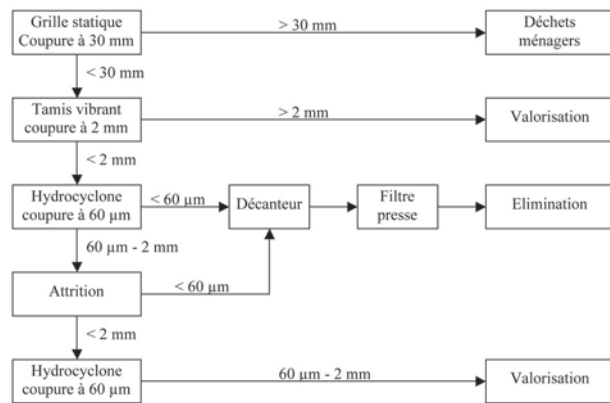 Grille statique
Coupure à 30 mm
> 30 mm
Déchets
ménagers
< 30 mm
Tamis vibrant
coupure à 2 mm
> 2 mm
Valorisation
< 2 mm
Hydrocyclone
coupure à 60 µm
< 60 µm
Décanteur
Filtre
presse
Elimination
60 µm - 2 mm
Attrition
< 60 µm
< 2 mm
Hydrocyclone
coupure à 60 µm
60 µm - 2 mm
Valorisation